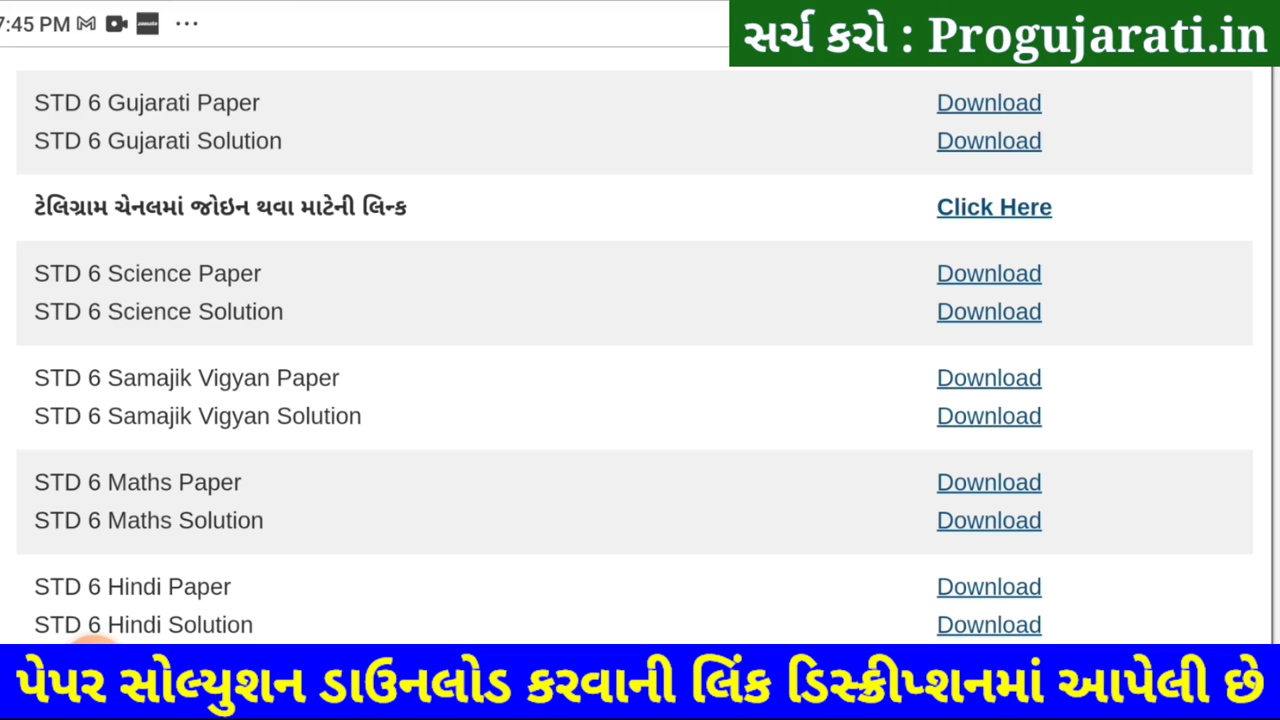 7:45 PM
સર્ચ કરો : Progujarati.in
STD 6 Gujarati Paper Download
STD 6 Gujarati Solution Download
ટેલિગ્રામ ચેનલમાં જોઇન થવા માટેની લિન્ક Click Here
STD 6 Science Paper Download
STD 6 Science Solution Download
STD 6 Samajik Vigyan Paper Download
STD 6 Samajik Vigyan Solution Download
STD 6 Maths Paper Download
STD 6 Maths Solution Download
STD 6 Hindi Paper Download
STD 6 Hindi Solution Download
પેપર સોલ્યુશન ડાઉનલોડ કરવાની લિંક ડિસ્ક્રીપ્શનમાં આપેલી છે